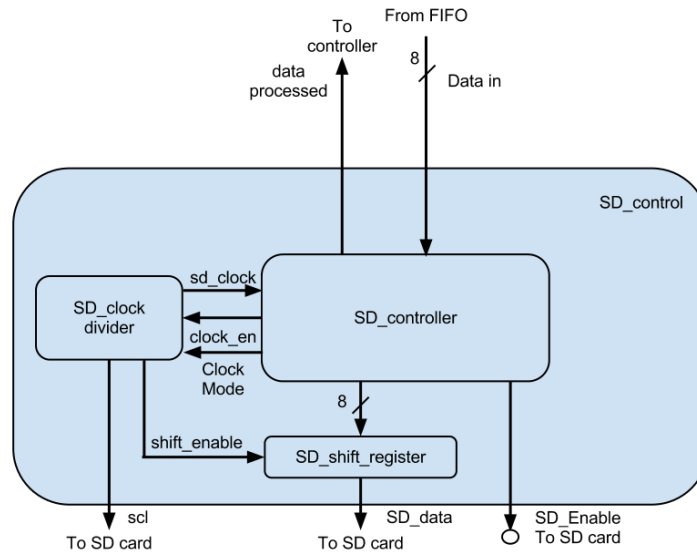 From FIFO
To
controller
8
data
processed
Data in
SD_control
sd_clock
SD_clock
divider
SD_controller
clock_en
Clock
Mode
8
shift_enable
SD_shift_register
scl
To SD card
SD_data
To SD card
SD_Enable
To SD card